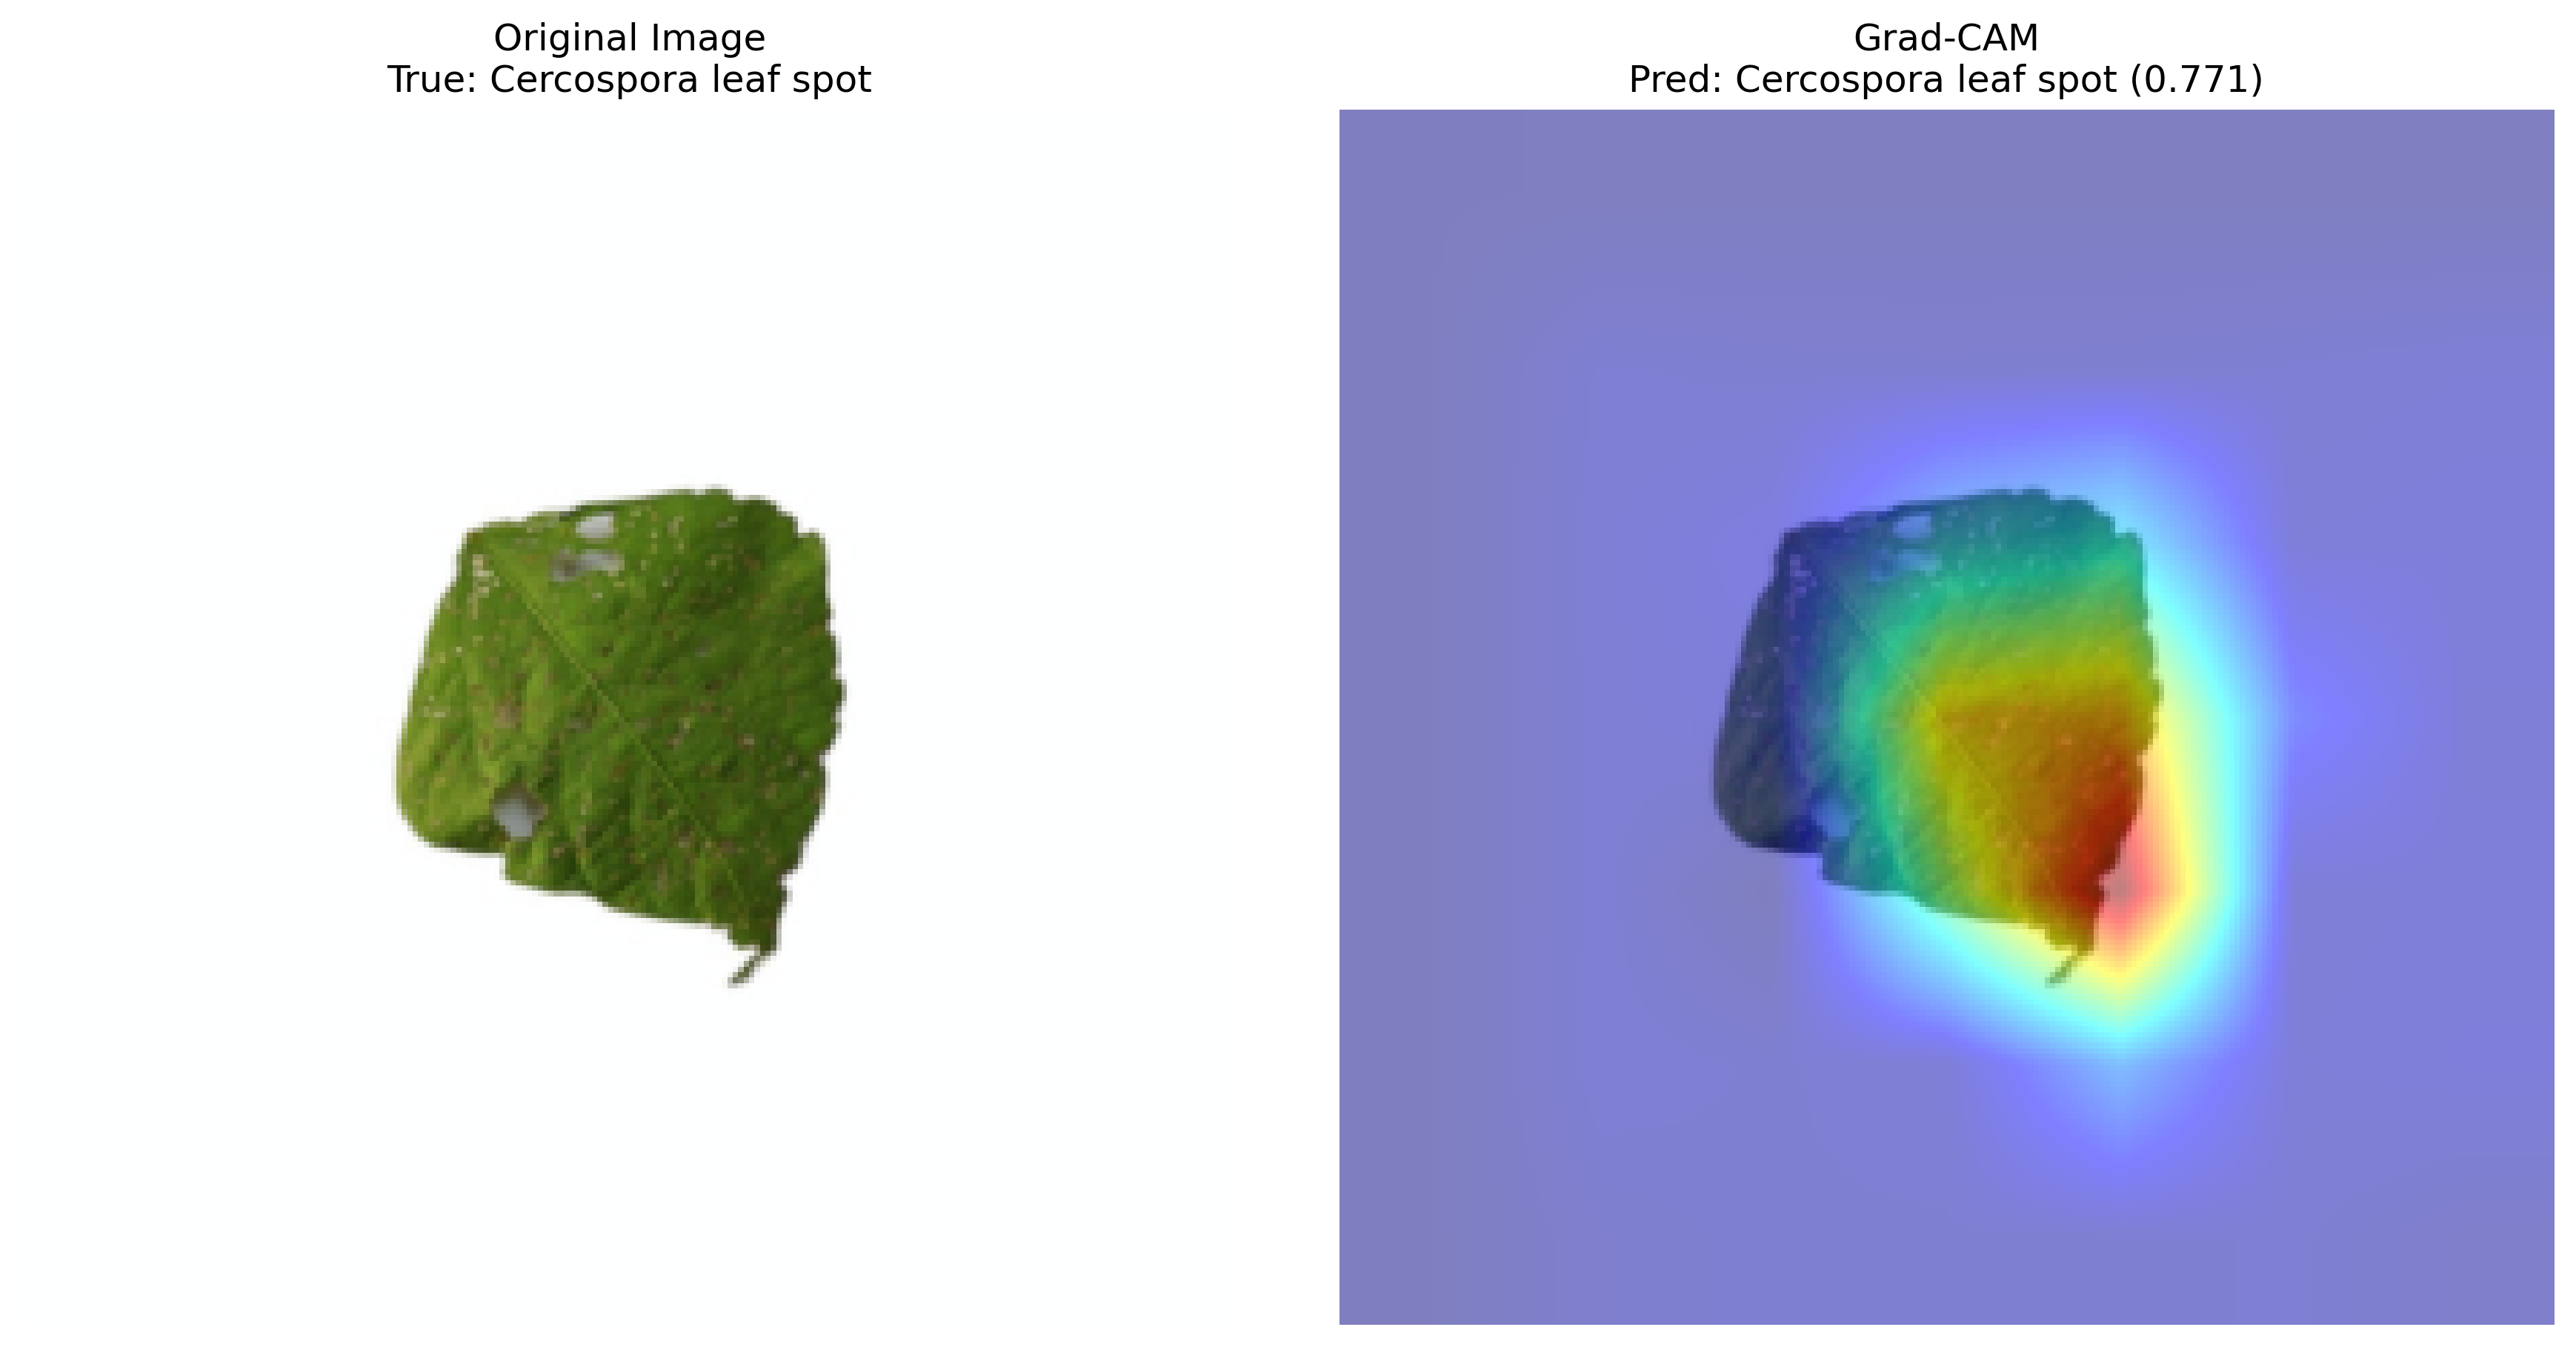 Original Image
True: Cercospora leaf spot
Grad-CAM
Pred: Cercospora leaf spot (0.771)